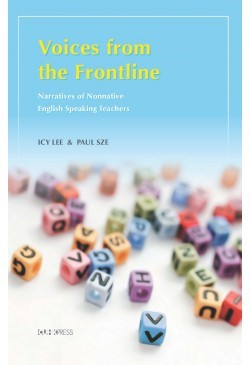 Voices from
the Frontline
Narratives of Nonnative
English Speaking Teachers
ICY LEE & PAUL SZE
PRESS